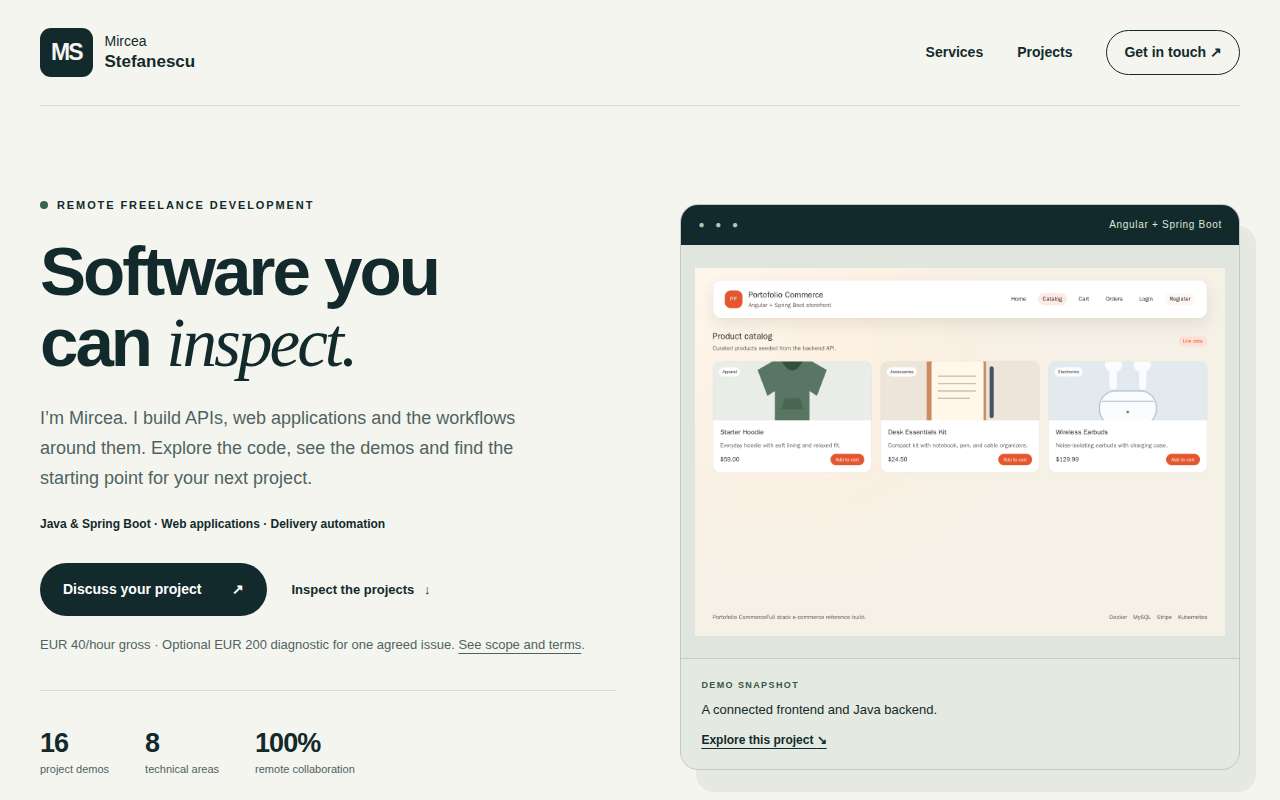 MS
Mircea
Stefanescu
Services
Projects
Get in touch ↗
REMOTE FREELANCE DEVELOPMENT
Software you
can inspect.
I'm Mircea. I build APIs, web applications and the workflows
around them. Explore the code, see the demos and find the
starting point for your next project.
Java & Spring Boot · Web applications · Delivery automation
Discuss your project ↗
Inspect the projects ↓
EUR 40/hour gross · Optional EUR 200 diagnostic for one agreed issue. See scope and terms.
16
project demos
8
technical areas
100%
remote collaboration
Angular + Spring Boot
Portofolio Commerce
Angular + Spring Boot storefront
Home
Catalog
Cart
Orders
Login
Register
Product catalog
Curated products seeded from the backend API.
Live data
Apparel
Starter Hoodie
Everyday hoodie with soft lining and relaxed fit.
$59.00
Add to cart
Accessories
Desk Essentials Kit
Compact kit with notebook, pen, and cable organizers.
$24.50
Add to cart
Electronics
Wireless Earbuds
Noise-isolating earbuds with charging case.
$129.99
Add to cart
Portofolio CommerceFull stack e-commerce reference build.
Docker
MySQL
Stripe
Kubernetes
DEMO SNAPSHOT
A connected frontend and Java backend.
Explore this project ↘